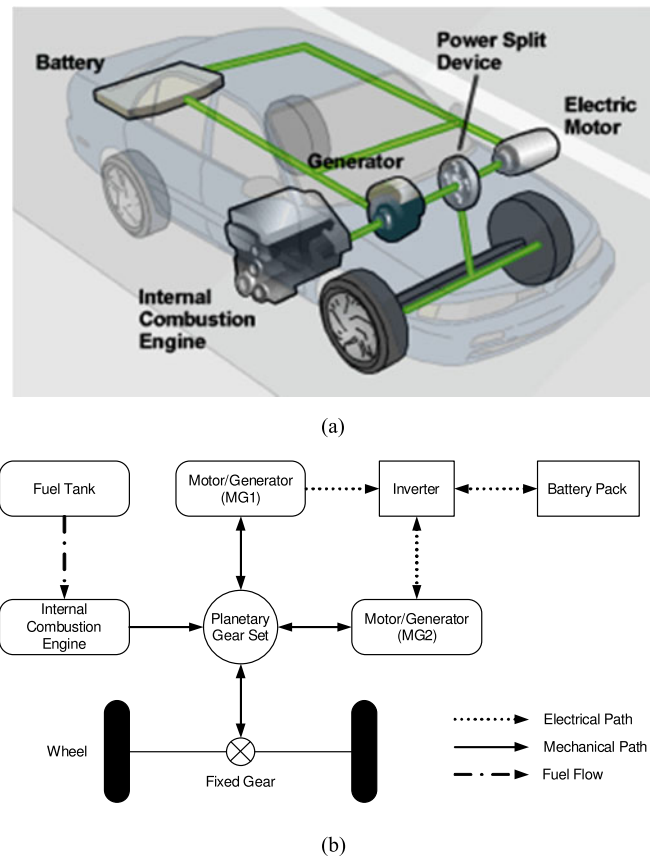 Battery
Power Split
Device
Electric
Motor
Generator
Internal
Combustion
Engine
(a)
Fuel Tank
Motor/Generator
(MG1)
Inverter
Battery Pack
Internal
Combustion
Engine
Planetary
Gear Set
Motor/Generator
(MG2)
Wheel
Fixed Gear
Electrical Path
Mechanical Path
Fuel Flow
(b)